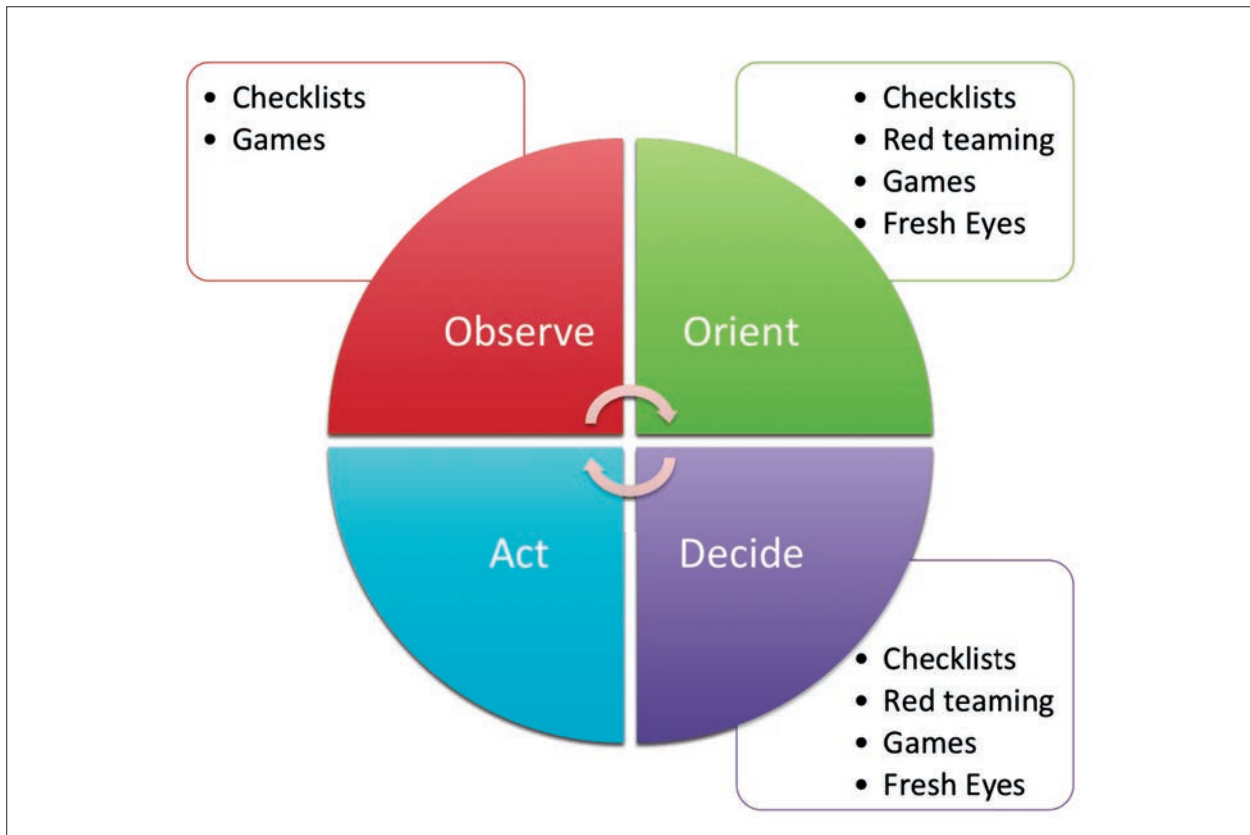 • Checklists
• Games
• Checklists
• Red teaming
• Games
• Fresh Eyes
Observe
Orient
Act
Decide
• Checklists
• Red teaming
• Games
• Fresh Eyes